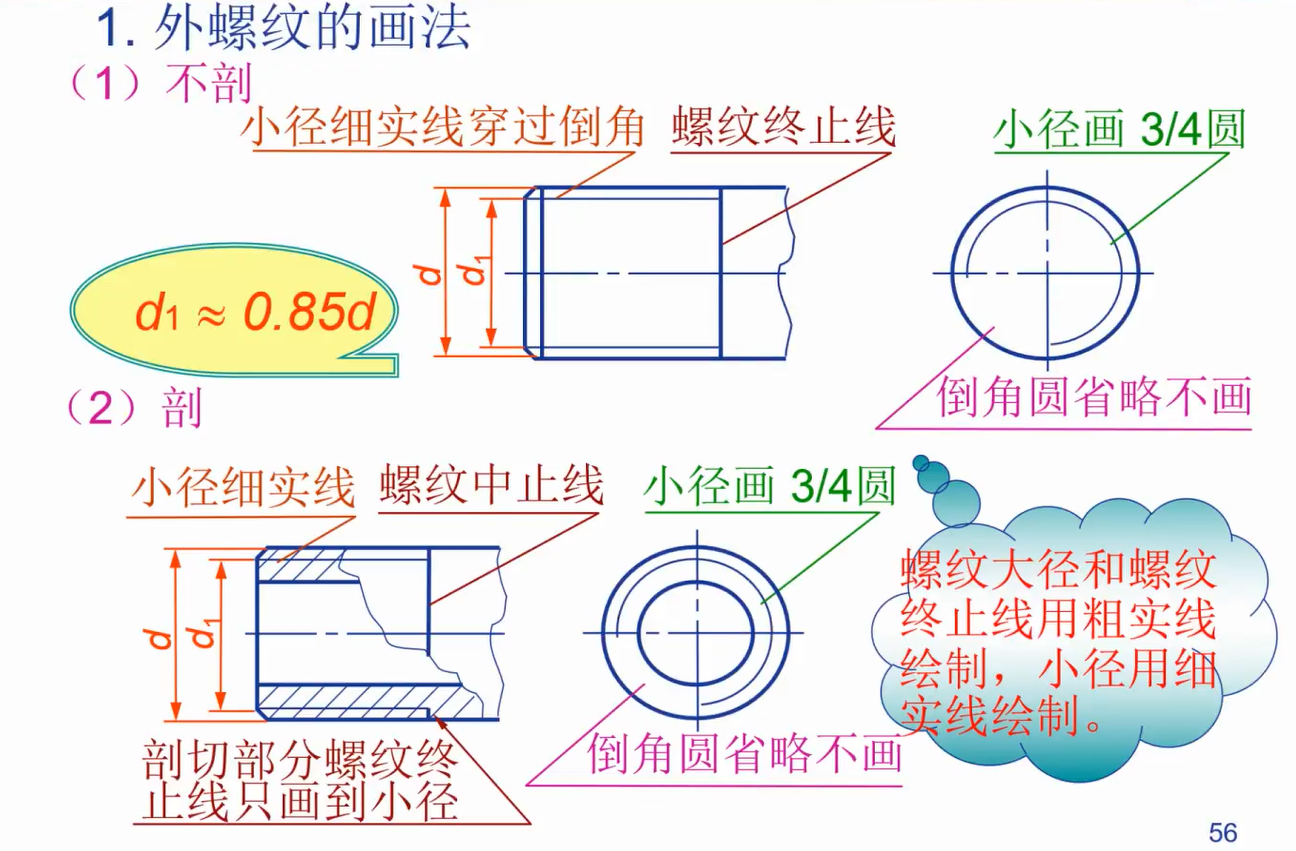 1. 外螺纹的画法
（1）不剖
小径细实线穿过倒角
螺纹终止线
小径画 3/4圆
d
d1
d1 ≈ 0.85d
倒角圆省略不画
（2）剖
小径细实线
螺纹中止线
小径画 3/4圆
d
d1
螺纹大径和螺纹
终止线用粗实线
绘制，小径用细
实线绘制。
倒角圆省略不画
剖切部分螺纹终
止线只画到小径
56